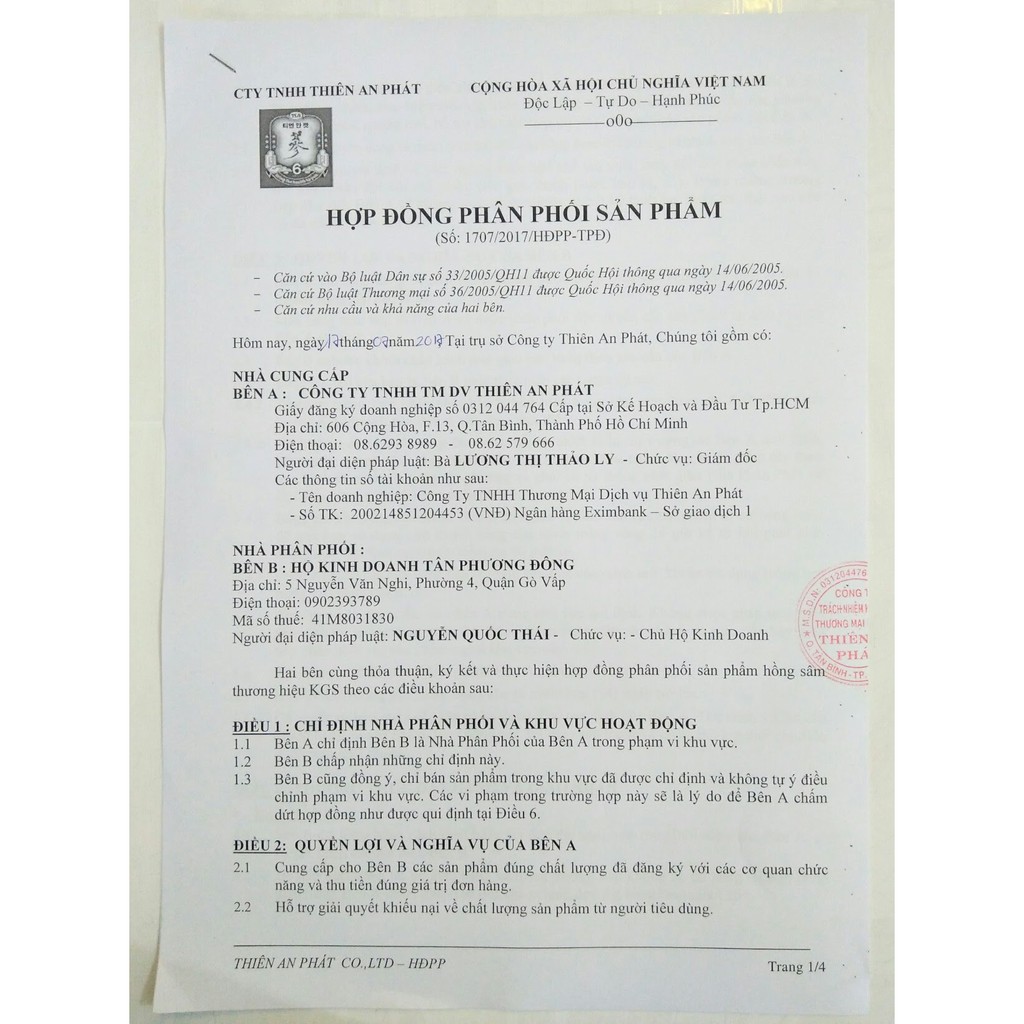 CTY TNHH THIÊN AN PHÁT
CỘNG HÒA XÃ HỘI CHỦ NGHĨA VIỆT NAM
Độc Lập – Tự Do – Hạnh Phúc
o0o
6
HỢP ĐỒNG PHÂN PHỐI SẢN PHẨM
(Số: 1707/2017/HĐPP-TPĐ)
– Căn cứ vào Bộ luật Dân sự số 33/2005/QH11 được Quốc Hội thông qua ngày 14/06/2005.
– Căn cứ Bộ luật Thương mại số 36/2005/QH11 được Quốc Hội thông qua ngày 14/06/2005.
– Căn cứ nhu cầu và khả năng của hai bên.
Hôm nay, ngày 17 tháng 07 năm 2017 Tại trụ sở Công ty Thiên An Phát, Chúng tôi gồm có:
NHÀ CUNG CẤP
BÊN A : CÔNG TY TNHH TM DV THIÊN AN PHÁT
Giấy đăng ký doanh nghiệp số 0312 044 764 Cấp tại Sở Kế Hoạch và Đầu Tư Tp.HCM
Địa chỉ: 606 Cộng Hòa, F.13, Q.Tân Bình, Thành Phố Hồ Chí Minh
Điện thoại: 08.6293 8989 - 08.62 579 666
Người đại diện pháp luật: Bà LƯƠNG THỊ THẢO LY - Chức vụ: Giám đốc
Các thông tin số tài khoản như sau:
- Tên doanh nghiệp: Công Ty TNHH Thương Mại Dịch vụ Thiên An Phát
- Số TK: 200214851204453 (VNĐ) Ngân hàng Eximbank – Sở giao dịch 1
NHÀ PHÂN PHỐI :
BÊN B : HỘ KINH DOANH TÂN PHƯƠNG ĐÔNG
Địa chỉ: 5 Nguyễn Văn Nghi, Phường 4, Quận Gò Vấp
Điện thoại: 0902393789
Mã số thuế: 41M8031830
Người đại diện pháp luật: NGUYỄN QUỐC THÁI - Chức vụ: - Chủ Hộ Kinh Doanh
M.S.D.N: 031204476
CÔNG T
TRÁCH NHIỆM H
THƯƠNG MẠI
THIÊN
PHÁ
Q. TÂN BÌNH - TP.
Hai bên cùng thỏa thuận, ký kết và thực hiện hợp đồng phân phối sản phẩm hồng sâm
thương hiệu KGS theo các điều khoản sau:
ĐIỀU 1 : CHỈ ĐỊNH NHÀ PHÂN PHỐI VÀ KHU VỰC HOẠT ĐỘNG
1.1 Bên A chỉ định Bên B là Nhà Phân Phối của Bên A trong phạm vi khu vực.
1.2 Bên B chấp nhận những chỉ định này.
1.3 Bên B cũng đồng ý, chỉ bán sản phẩm trong khu vực đã được chỉ định và không tự ý điều
chỉnh phạm vi khu vực. Các vi phạm trong trường hợp này sẽ là lý do để Bên A chấm
dứt hợp đồng như được qui định tại Điều 6.
ĐIỀU 2: QUYỀN LỢI VÀ NGHĨA VỤ CỦA BÊN A
2.1 Cung cấp cho Bên B các sản phẩm đúng chất lượng đã đăng ký với các cơ quan chức
năng và thu tiền đúng giá trị đơn hàng.
2.2 Hỗ trợ giải quyết khiếu nại về chất lượng sản phẩm từ người tiêu dùng.
THIÊN AN PHÁT CO.,LTD – HĐPP
Trang 1/4